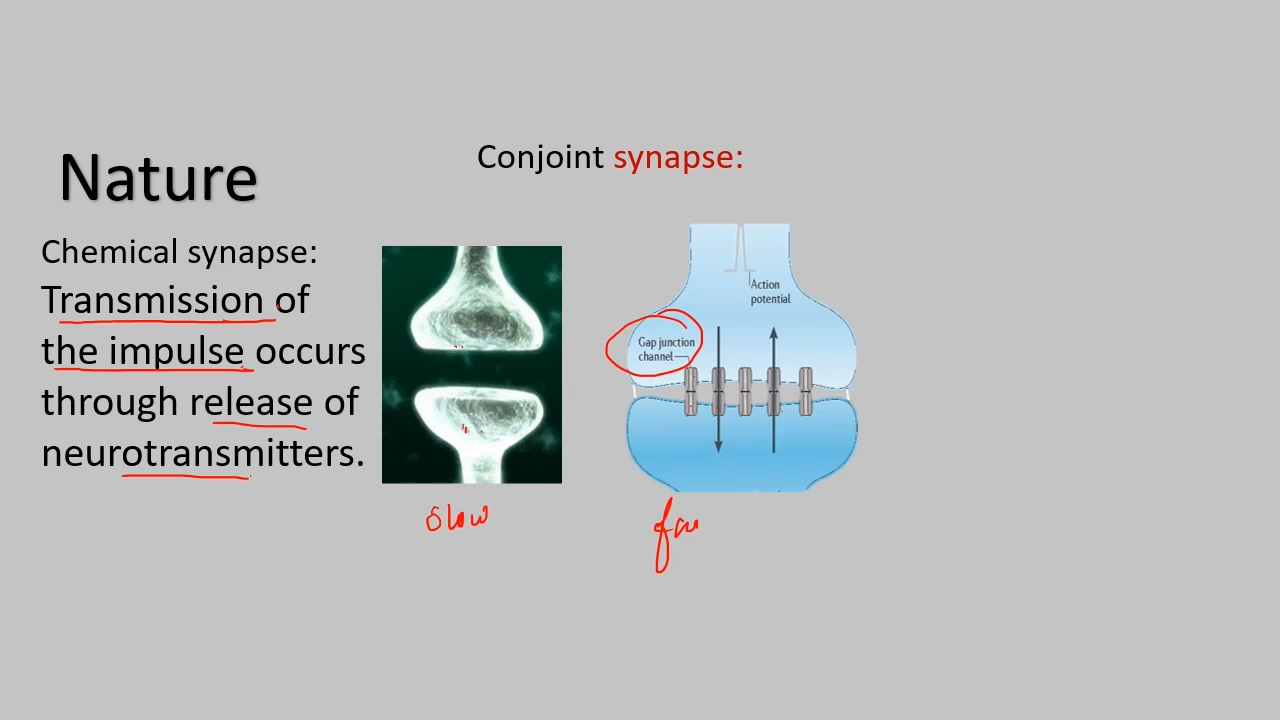 Nature
Conjoint synapse:
Chemical synapse:
Transmission of
the impulse occurs
through release of
neurotransmitters.
Action
potential
Gap junction
channel
slow